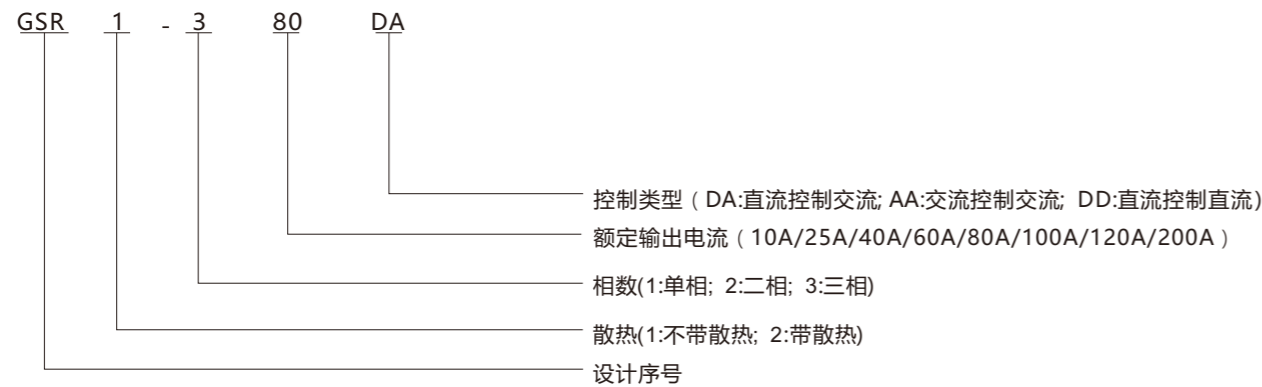 GSR 1 - 3 80 DA
控制类型（DA:直流控制交流; AA:交流控制交流; DD:直流控制直流)
额定输出电流（10A/25A/40A/60A/80A/100A/120A/200A）
相数(1:单相; 2:二相; 3:三相)
散热(1:不带散热; 2:带散热)
设计序号